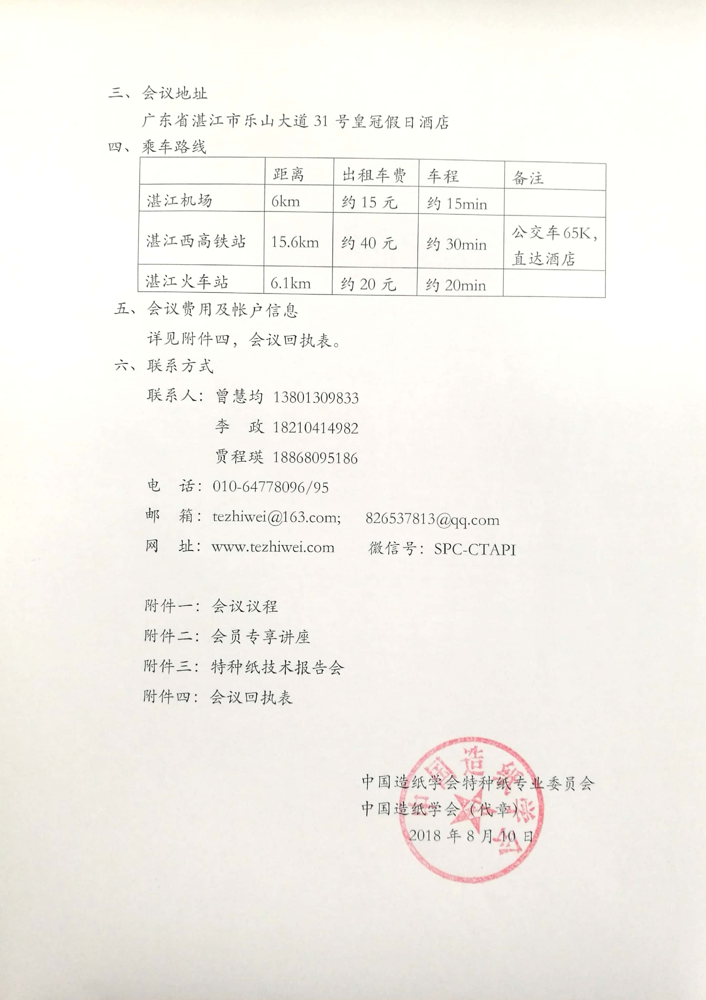 三、会议地址
广东省湛江市乐山大道 31 号皇冠假日酒店
四、乘车路线
距离 出租车费 车程 备注
湛江机场 6km 约 15 元 约 15min
湛江西高铁站 15.6km 约 40 元 约 30min 公交车 65K，
直达酒店
湛江火车站 6.1km 约 20 元 约 20min
五、会议费用及帐户信息
详见附件四，会议回执表。
六、联系方式
联系人：曾慧均 13801309833
李 政 18210414982
贾程瑛 18868095186
电 话：010-64778096/95
邮 箱：tezhiwei@163.com; 826537813@qq.com
网 址：www.tezhiwei.com 微信号：SPC-CTAPI
附件一：会议议程
附件二：会员专享讲座
附件三：特种纸技术报告会
附件四：会议回执表
中国造纸学会特种纸专业委员会
中国造纸学会（代章）
2018 年 8 月 10 日
中国造纸学会